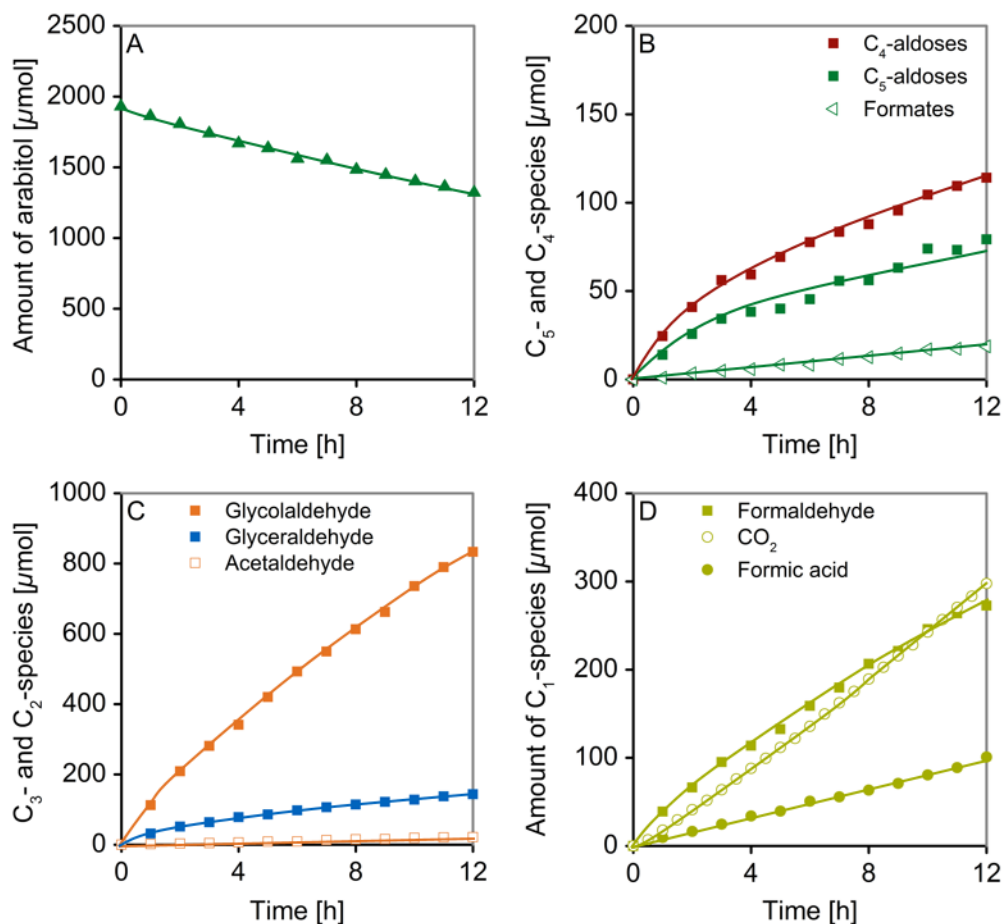 A
Amount of arabitol [µmol]
2500
2000
1500
1000
500
0
0 4 8 12
Time [h]
B
C₅- and C₄-species [µmol]
C₄-aldoses
C₅-aldoses
Formates
200
150
100
50
0
0 4 8 12
Time [h]
C
C₃- and C₂-species [µmol]
Glycolaldehyde
Glyceraldehyde
Acetaldehyde
1000
800
600
400
200
0
0 4 8 12
Time [h]
D
Amount of C₁-species [µmol]
Formaldehyde
CO₂
Formic acid
400
300
200
100
0
0 4 8 12
Time [h]